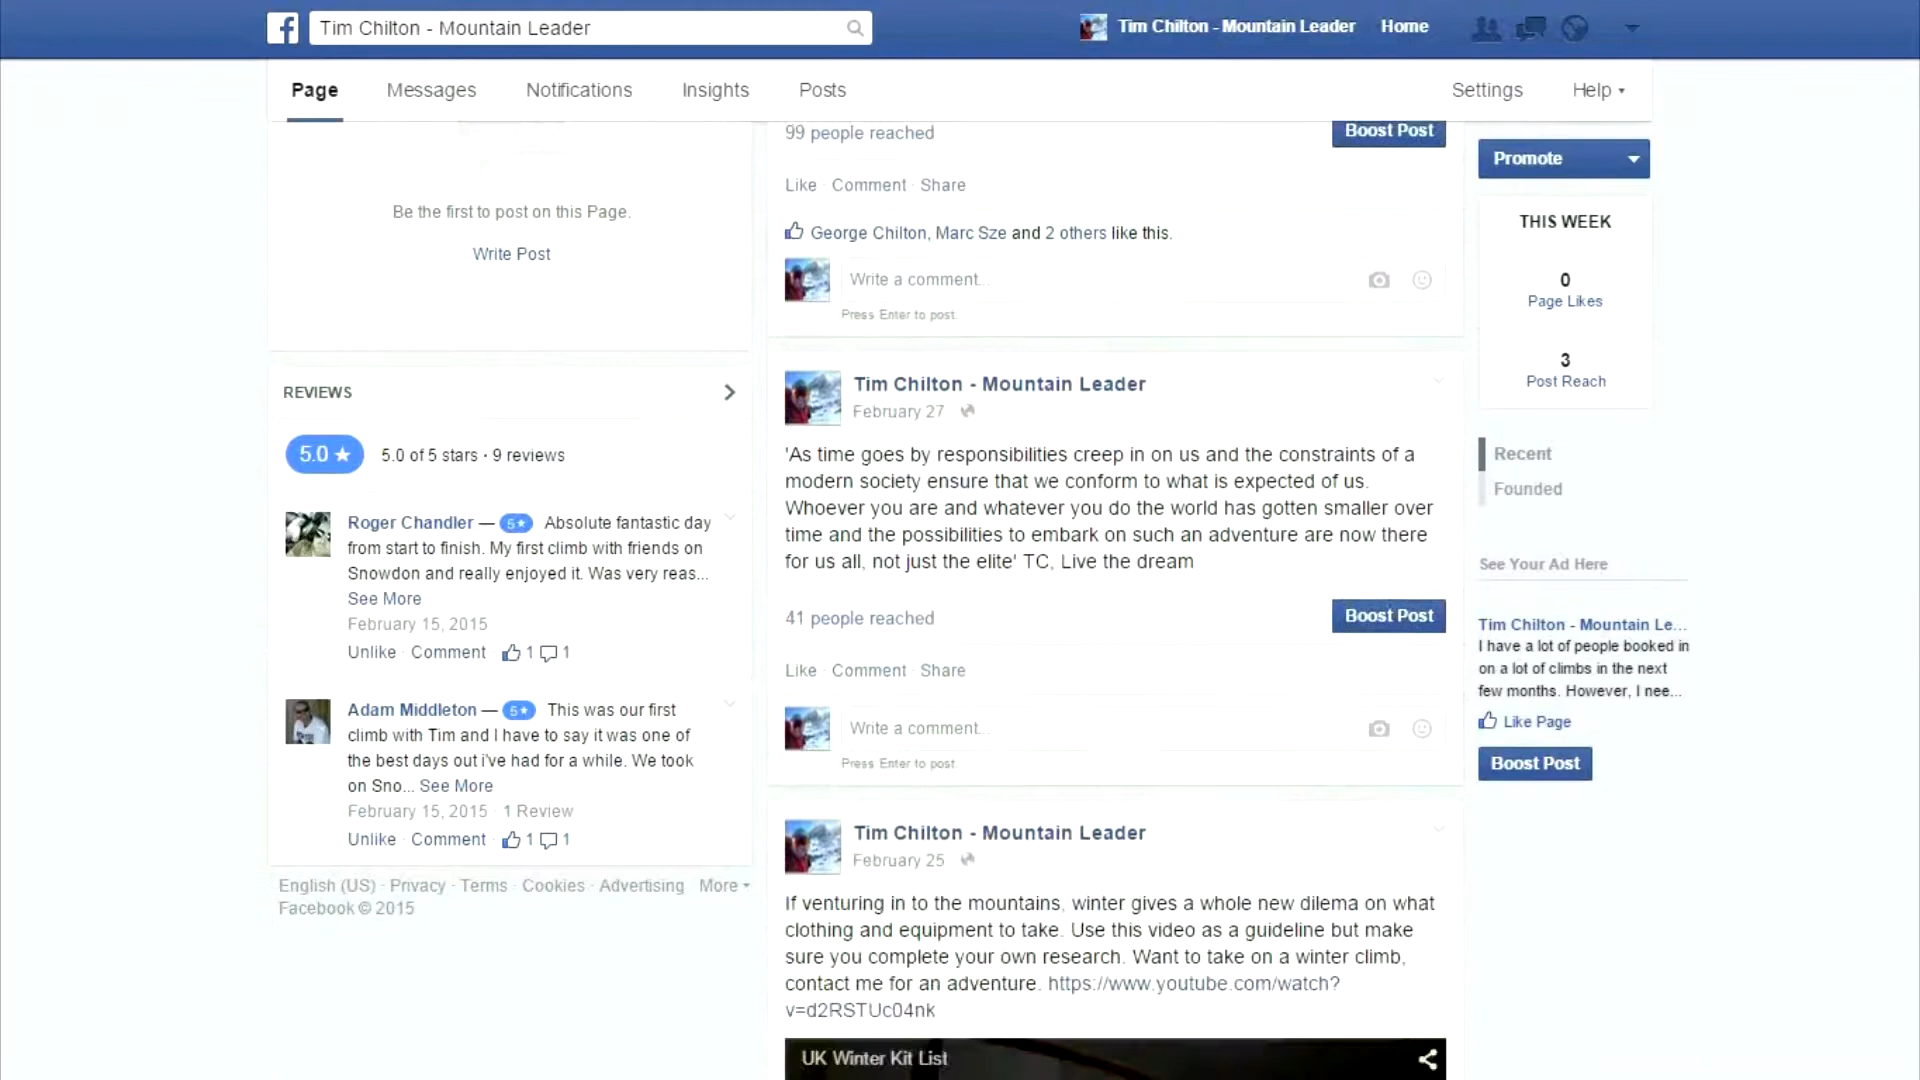 Tim Chilton - Mountain Leader
Tim Chilton - Mountain Leader Home
Page Messages Notifications Insights Posts Settings Help
Be the first to post on this Page.
Write Post
REVIEWS
5.0 ★ 5.0 of 5 stars · 9 reviews
Roger Chandler — 5★ Absolute fantastic day
from start to finish. My first climb with friends on
Snowdon and really enjoyed it. Was very reas...
See More
February 15, 2015
Unlike · Comment 1 1
Adam Middleton — 5★ This was our first
climb with Tim and I have to say it was one of
the best days out i've had for a while. We took
on Sno... See More
February 15, 2015 · 1 Review
Unlike · Comment 1 1
English (US) · Privacy · Terms · Cookies · Advertising · More
Facebook © 2015
99 people reached Boost Post
Like · Comment · Share
George Chilton, Marc Sze and 2 others like this.
Write a comment...
Press Enter to post.
Tim Chilton - Mountain Leader
February 27
'As time goes by responsibilities creep in on us and the constraints of a
modern society ensure that we conform to what is expected of us.
Whoever you are and whatever you do the world has gotten smaller over
time and the possibilities to embark on such an adventure are now there
for us all, not just the elite' TC, Live the dream
41 people reached Boost Post
Like · Comment · Share
Write a comment...
Press Enter to post.
Tim Chilton - Mountain Leader
February 25
If venturing in to the mountains, winter gives a whole new dilema on what
clothing and equipment to take. Use this video as a guideline but make
sure you complete your own research. Want to take on a winter climb,
contact me for an adventure. https://www.youtube.com/watch?
v=d2RSTUc04nk
UK Winter Kit List
Promote
THIS WEEK
0
Page Likes
3
Post Reach
Recent
Founded
See Your Ad Here
Tim Chilton - Mountain Le...
I have a lot of people booked in
on a lot of climbs in the next
few months. However, I nee...
Like Page
Boost Post